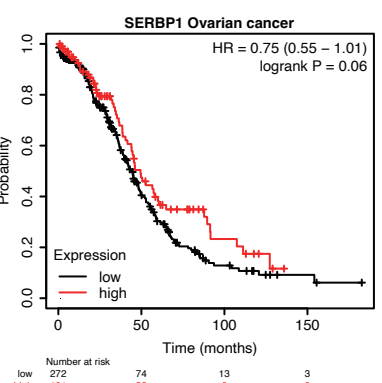 SERBP1 Ovarian cancer
HR = 0.75 (0.55 − 1.01)
logrank P = 0.06
Probability
1.0
0.8
0.6
0.4
0.2
0.0
Expression
low
high
0 50 100 150
Time (months)
Number at risk
low 272 74 13 3